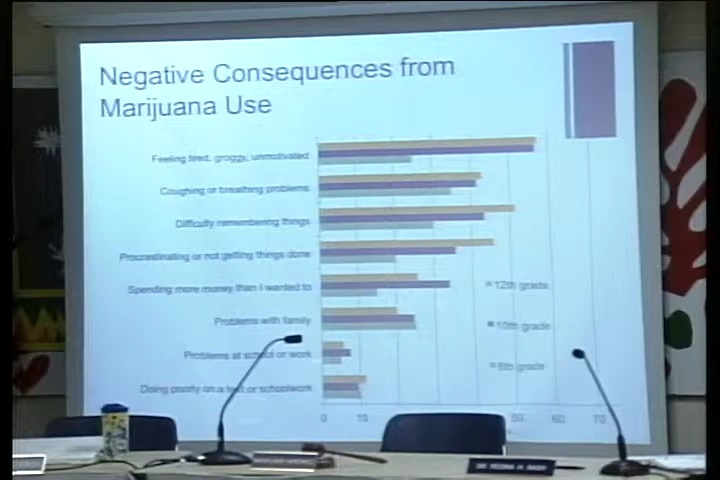 Negative Consequences from
Marijuana Use
Feeling tired, groggy, unmotivated
Coughing or breathing problems
Difficulty remembering things
Procrastinating or not getting things done
Spending more money than I wanted to
12th grade
Problems with family
10th grade
Problems at school or work
8th grade
Doing poorly on a test or schoolwork
0 10 50 60 70